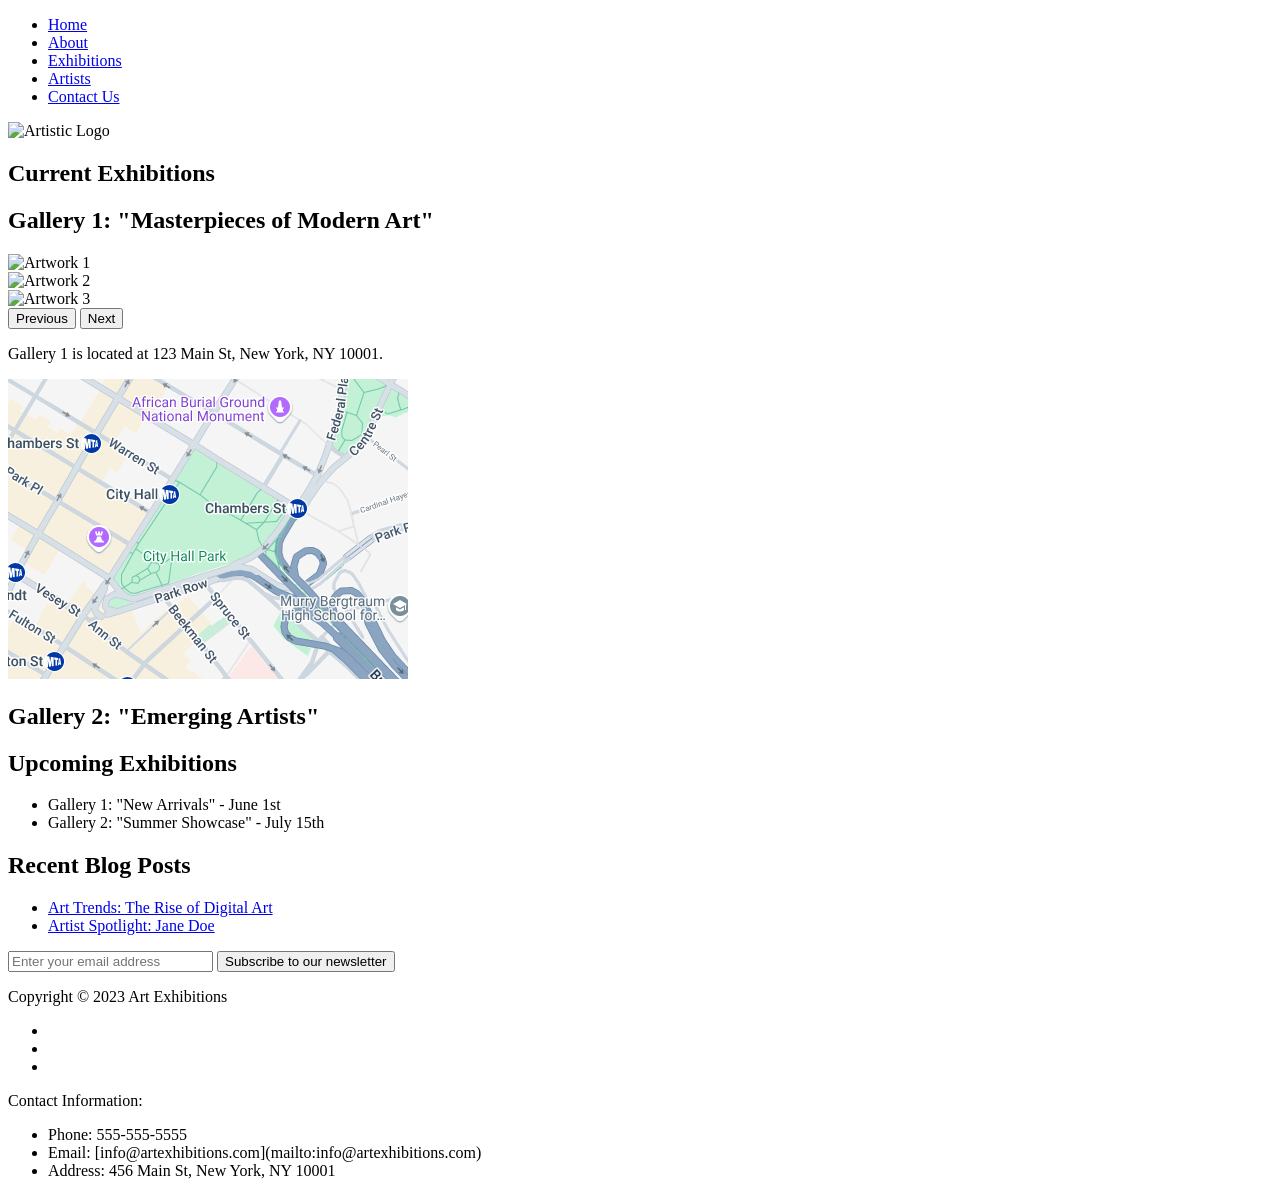 Home
About
Exhibitions
Artists
Contact Us
Artistic Logo
Current Exhibitions
Gallery 1: "Masterpieces of Modern Art"
Artwork 1
Artwork 2
Artwork 3
Previous Next
Gallery 1 is located at 123 Main St, New York, NY 10001.
African Burial Ground
National Monument
Federal Pla
Centre St
Pearl St
hambers St
MTA
Warren St
Park Pl
City Hall
MTA
Chambers St
MTA
Cardinal Haye
Park R
City Hall Park
MTA
ndt
Vesey St
Park Row
Spruce St
Murry Bergtraum
High School for...
Fulton St
Ann St
Beekman St
ton St
MTA
Gallery 2: "Emerging Artists"
Upcoming Exhibitions
Gallery 1: "New Arrivals" - June 1st
Gallery 2: "Summer Showcase" - July 15th
Recent Blog Posts
Art Trends: The Rise of Digital Art
Artist Spotlight: Jane Doe
Enter your email address Subscribe to our newsletter
Copyright © 2023 Art Exhibitions
Contact Information:
Phone: 555-555-5555
Email: [info@artexhibitions.com](mailto:info@artexhibitions.com)
Address: 456 Main St, New York, NY 10001